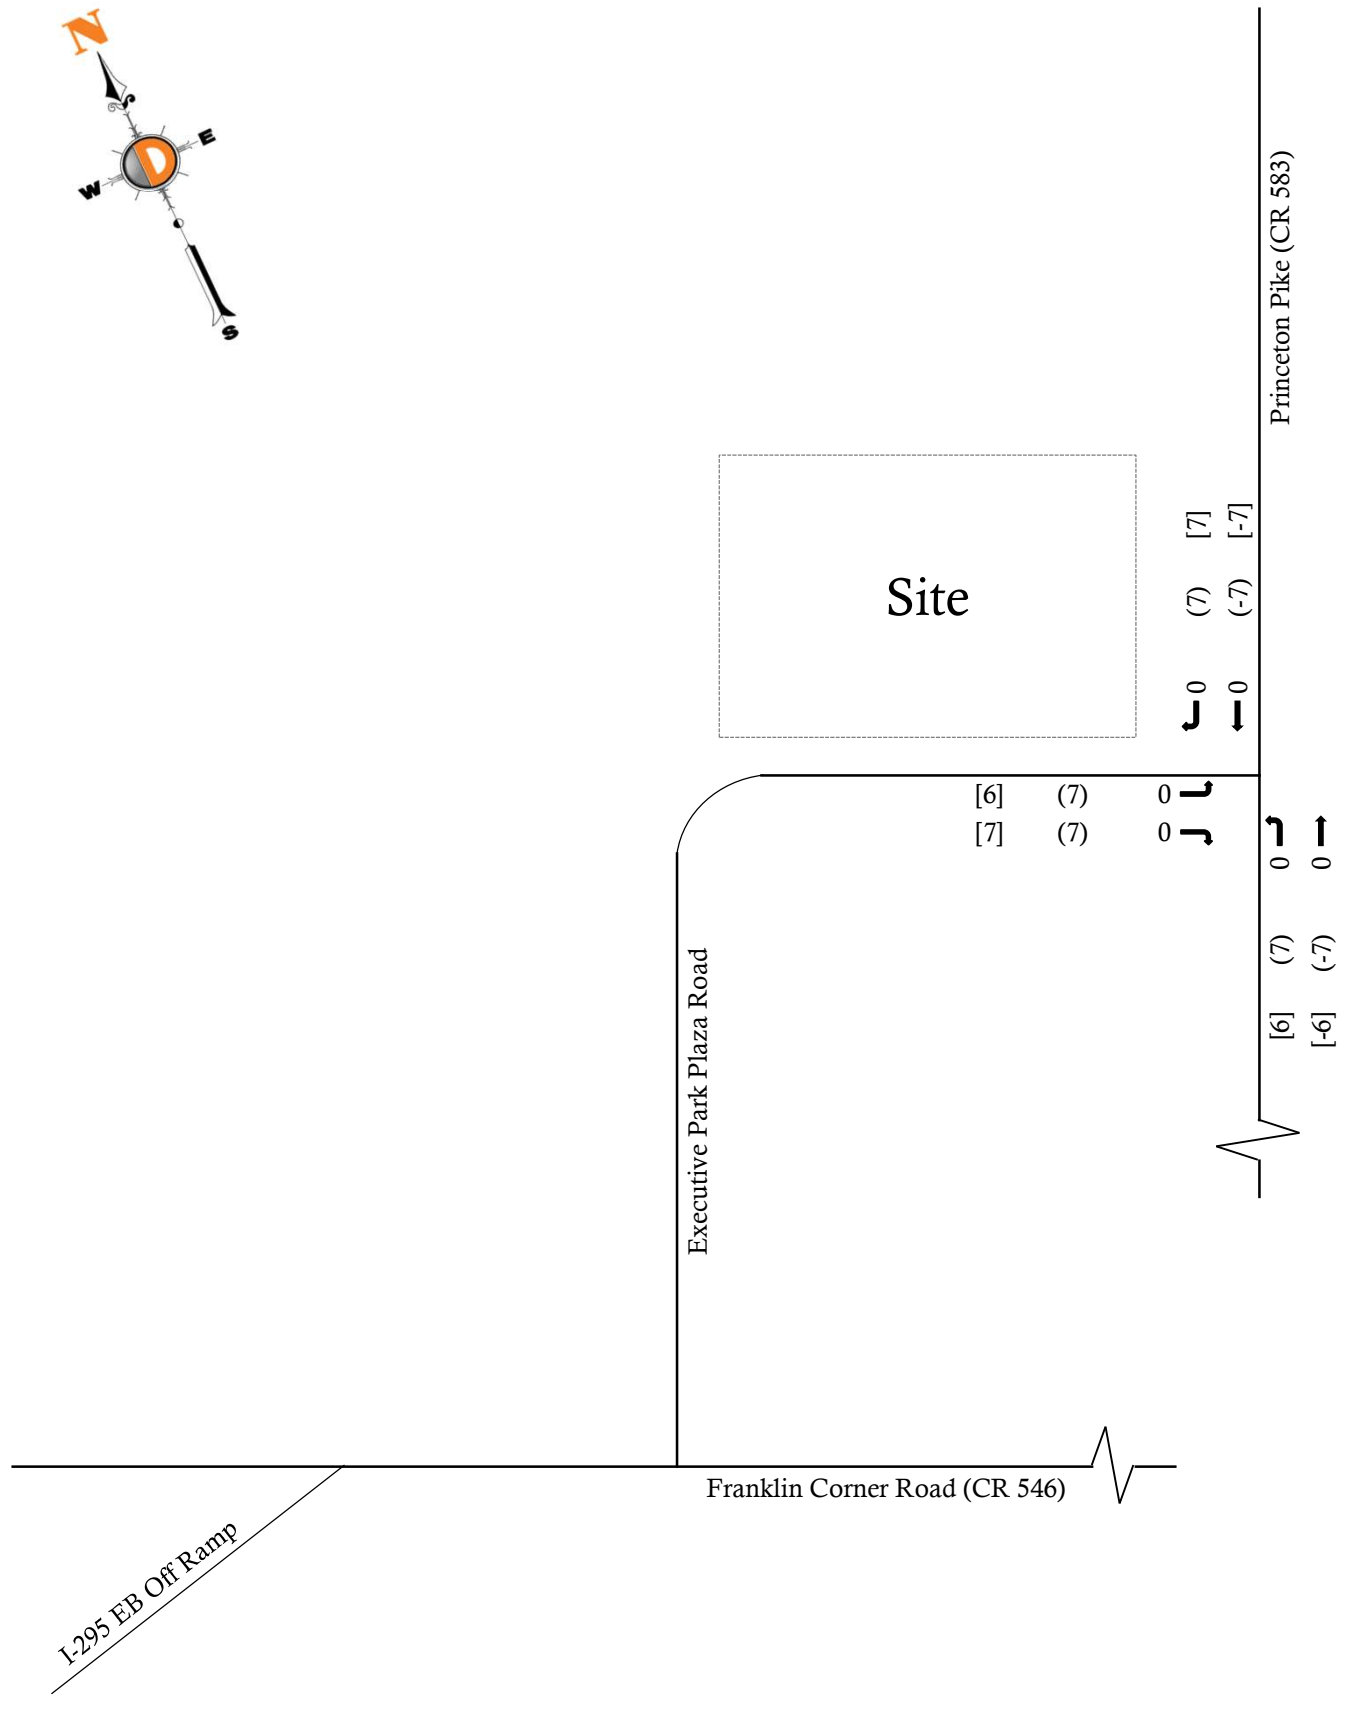 N
E
W
D
S
Princeton Pike (CR 583)
[7] (7) 0
[-7] (-7) 0
Site
[6] (7) 0
[7] (7) 0
0 (7) [6]
0 (-7) [-6]
Executive Park Plaza Road
Franklin Corner Road (CR 546)
I-295 EB Off Ramp